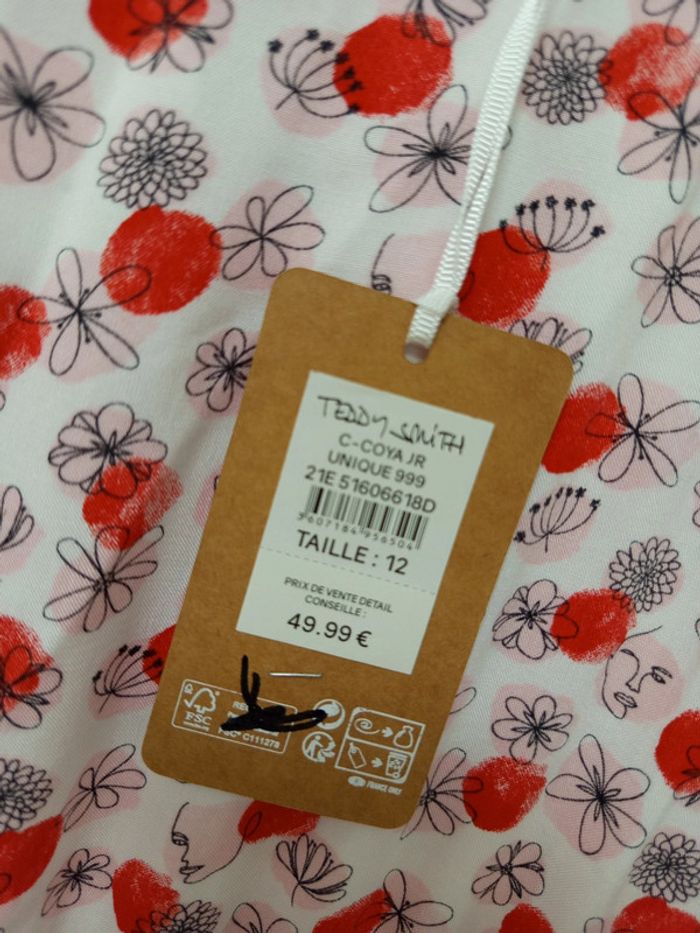 TEDDY SMITH
C-COYA JR
UNIQUE 999
21E 51606618D
3607184956504
TAILLE : 12
PRIX DE VENTE DETAIL
CONSEILLE :
49.99 €
FSC
FSC® C111278
FRANCE ONLY